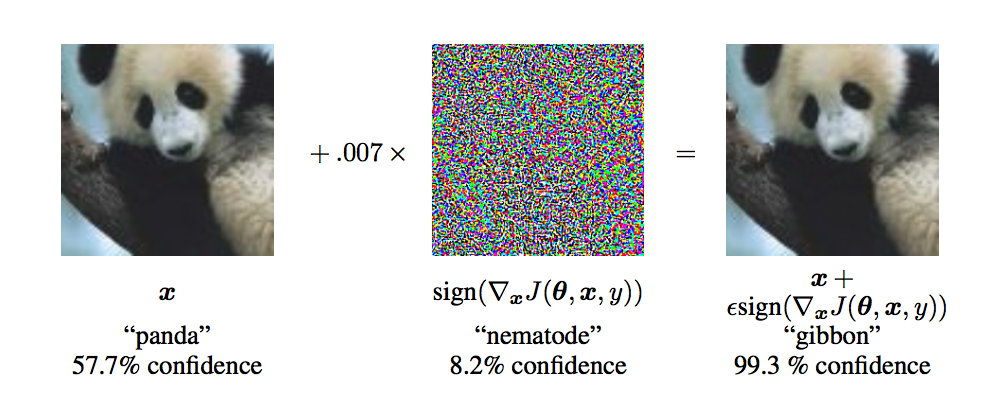 + .007 ×
=
x
sign(∇ₓJ(θ, x, y))
x +
ϵsign(∇ₓJ(θ, x, y))
“panda”
“nematode”
“gibbon”
57.7% confidence
8.2% confidence
99.3 % confidence